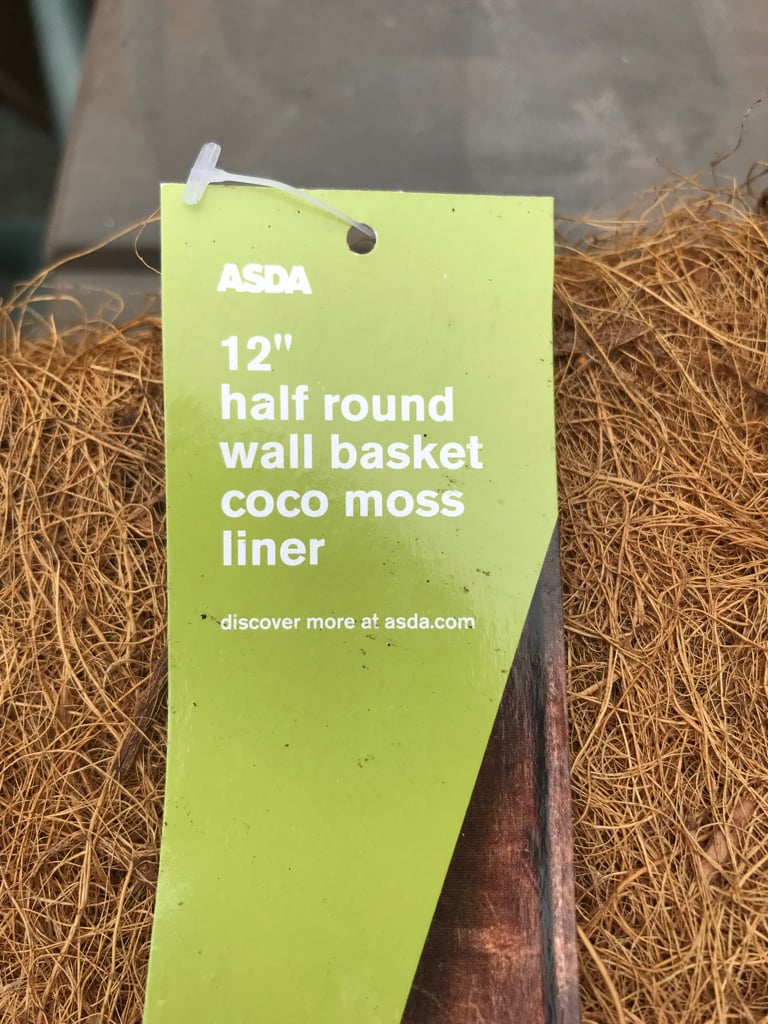 ASDA
12"
half round
wall basket
coco moss
liner
discover more at asda.com